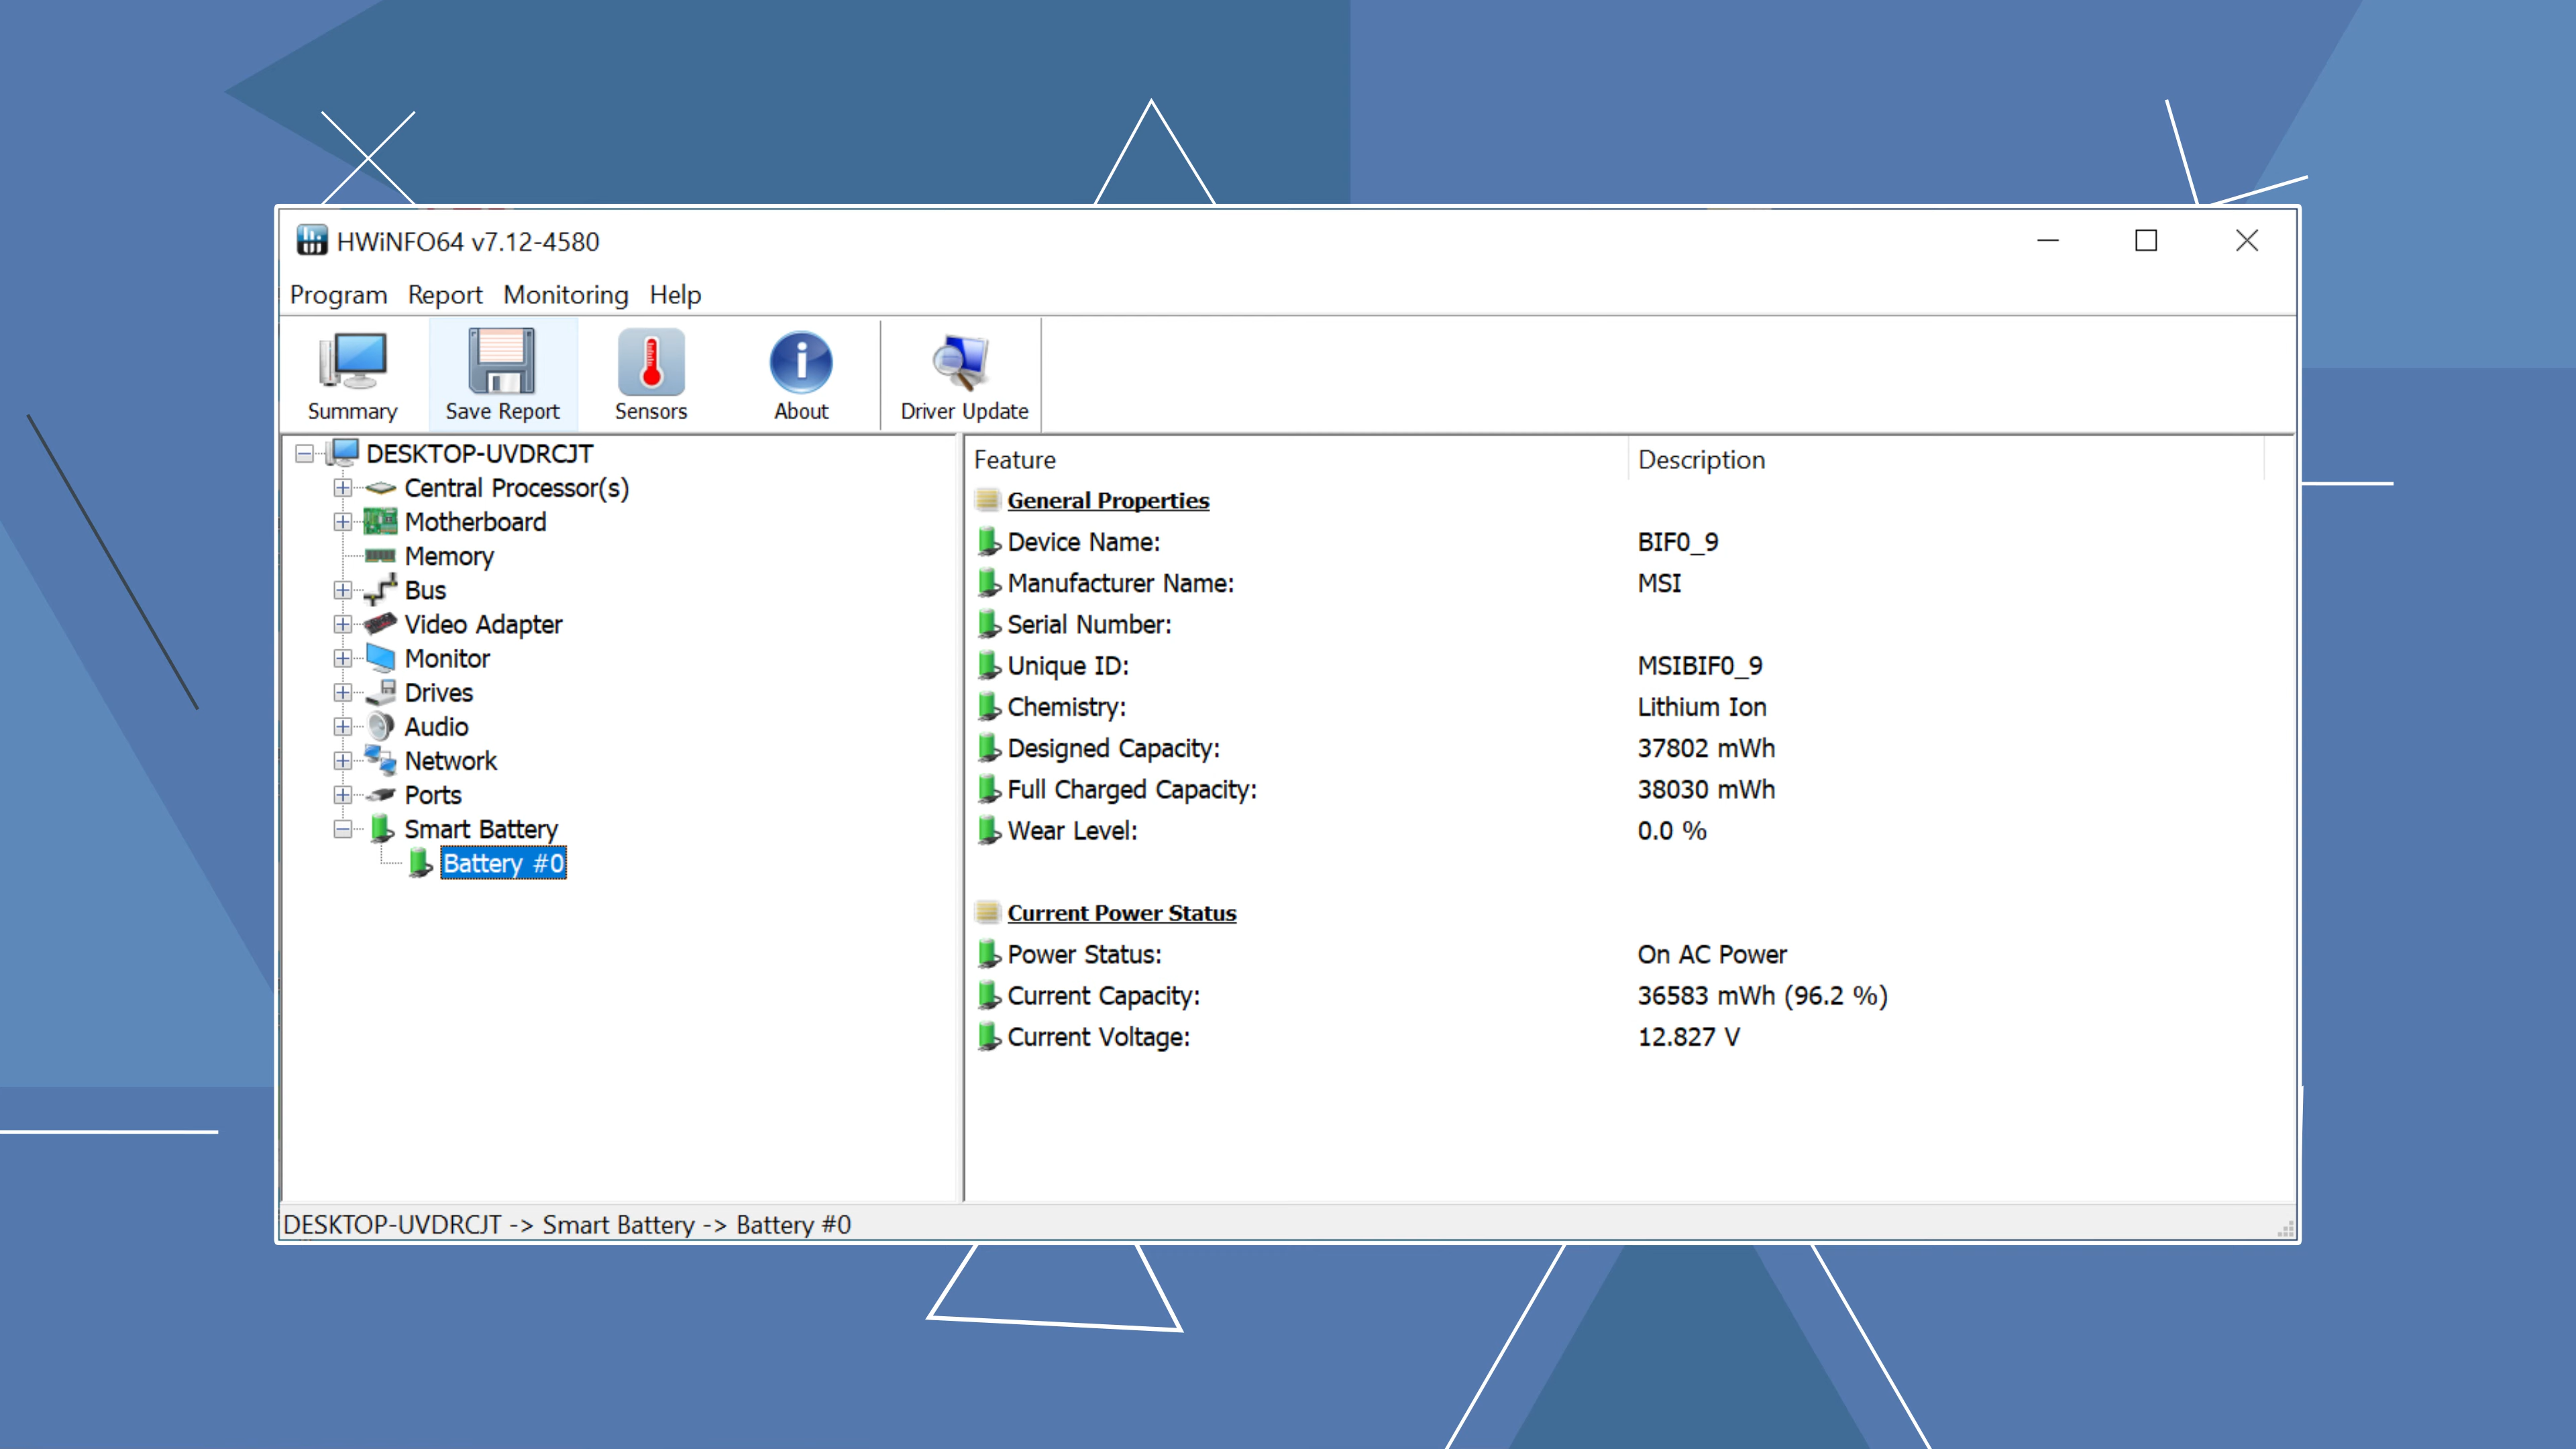 HWiNFO64 v7.12-4580
Program Report Monitoring Help
Summary Save Report Sensors About Driver Update
DESKTOP-UVDRCJT
Central Processor(s)
Motherboard
Memory
Bus
Video Adapter
Monitor
Drives
Audio
Network
Ports
Smart Battery
Battery #0
Feature Description
General Properties
Device Name: BIF0_9
Manufacturer Name: MSI
Serial Number:
Unique ID: MSIBIF0_9
Chemistry: Lithium Ion
Designed Capacity: 37802 mWh
Full Charged Capacity: 38030 mWh
Wear Level: 0.0 %
Current Power Status
Power Status: On AC Power
Current Capacity: 36583 mWh (96.2 %)
Current Voltage: 12.827 V
DESKTOP-UVDRCJT -> Smart Battery -> Battery #0